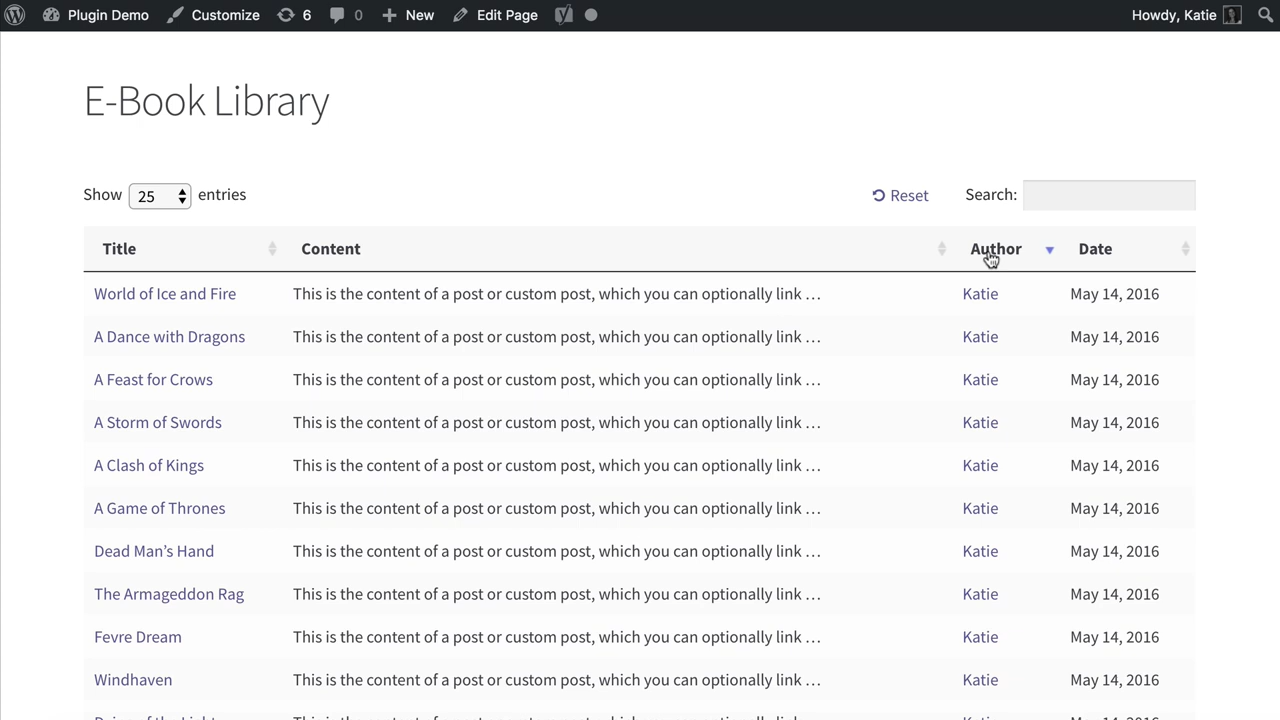 Plugin Demo Customize 6 0 New Edit Page Howdy, Katie
E-Book Library
Show 25 entries Reset Search:
Title Content Author Date
World of Ice and Fire This is the content of a post or custom post, which you can optionally link … Katie May 14, 2016
A Dance with Dragons This is the content of a post or custom post, which you can optionally link … Katie May 14, 2016
A Feast for Crows This is the content of a post or custom post, which you can optionally link … Katie May 14, 2016
A Storm of Swords This is the content of a post or custom post, which you can optionally link … Katie May 14, 2016
A Clash of Kings This is the content of a post or custom post, which you can optionally link … Katie May 14, 2016
A Game of Thrones This is the content of a post or custom post, which you can optionally link … Katie May 14, 2016
Dead Man’s Hand This is the content of a post or custom post, which you can optionally link … Katie May 14, 2016
The Armageddon Rag This is the content of a post or custom post, which you can optionally link … Katie May 14, 2016
Fevre Dream This is the content of a post or custom post, which you can optionally link … Katie May 14, 2016
Windhaven This is the content of a post or custom post, which you can optionally link … Katie May 14, 2016